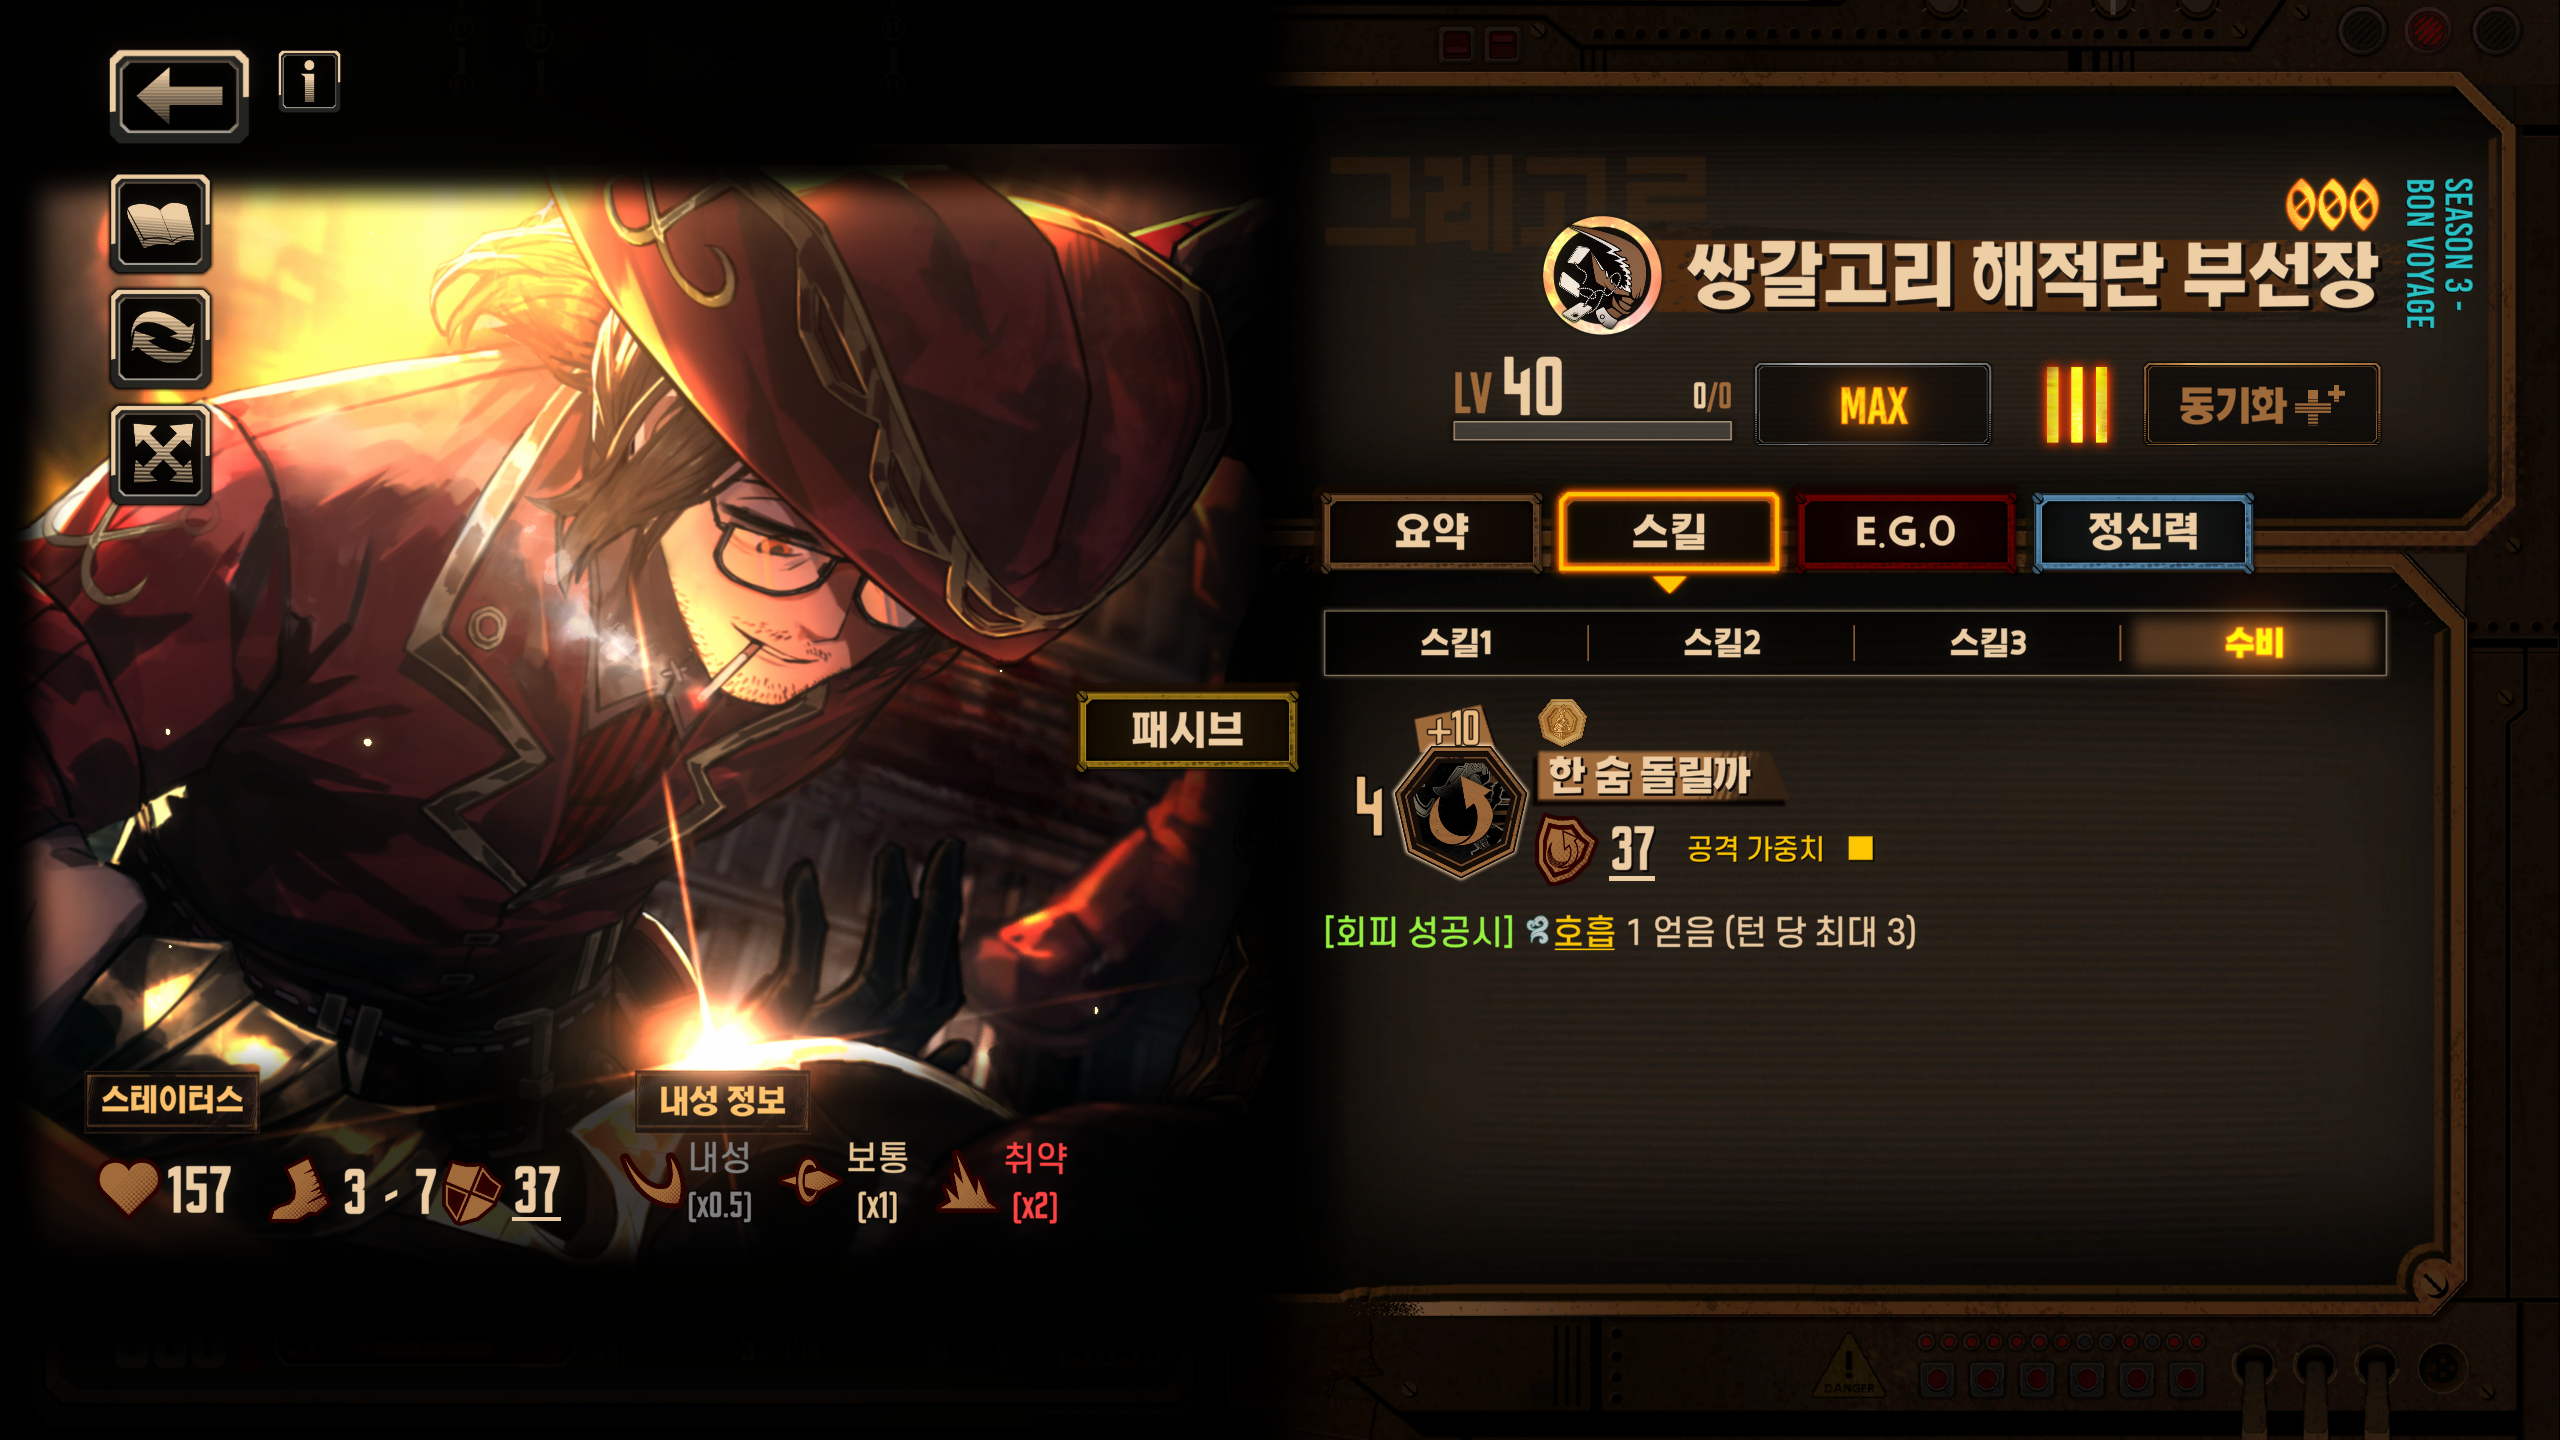 그레고르
쌍갈고리 해적단 부선장
SEASON 3 -
BON VOYAGE
LV 40
0/0
MAX
동기화
요약
스킬
E.G.O
정신력
스킬1
스킬2
스킬3
수비
패시브
+10
4
한 숨 돌릴까
37
공격 가중치
[회피 성공시] 호흡 1 얻음 (턴 당 최대 3)
스테이터스
157
3 - 7
37
내성 정보
내성
[x0.5]
보통
[x1]
취약
[x2]
DANGER